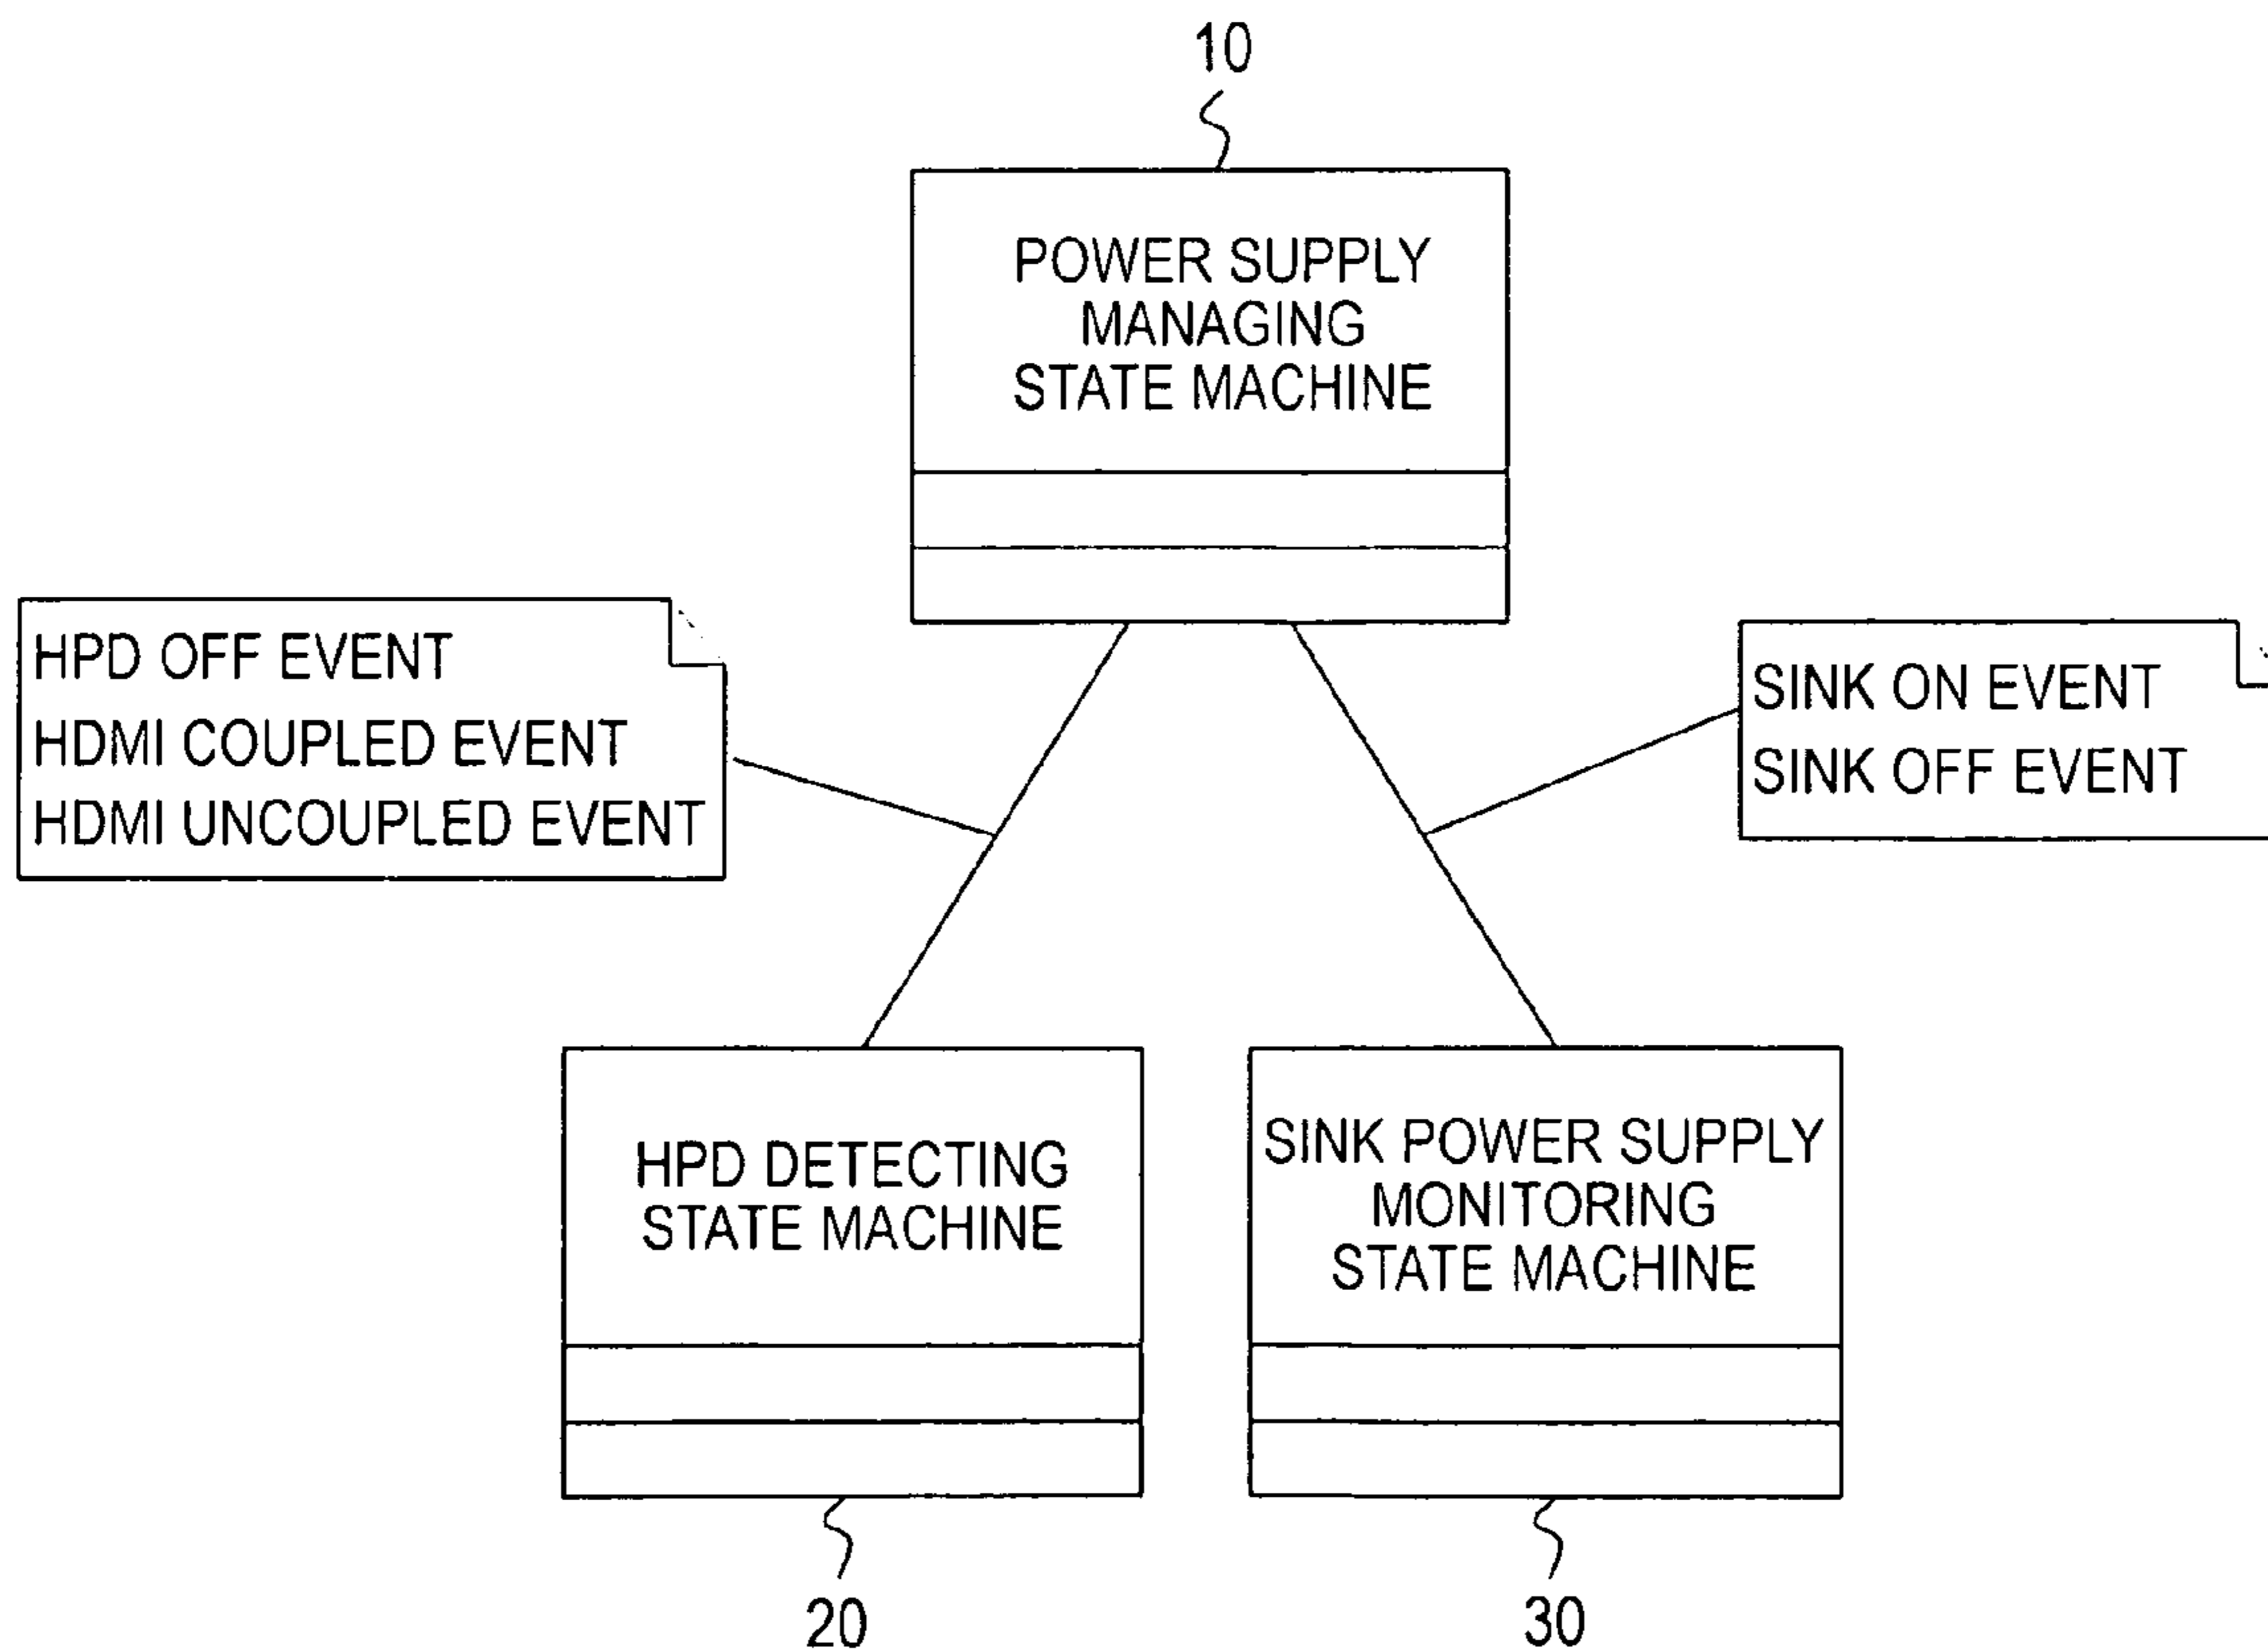 10
POWER SUPPLY
MANAGING
STATE MACHINE
HPD OFF EVENT
HDMI COUPLED EVENT
HDMI UNCOUPLED EVENT
SINK ON EVENT
SINK OFF EVENT
HPD DETECTING
STATE MACHINE
SINK POWER SUPPLY
MONITORING
STATE MACHINE
20
30